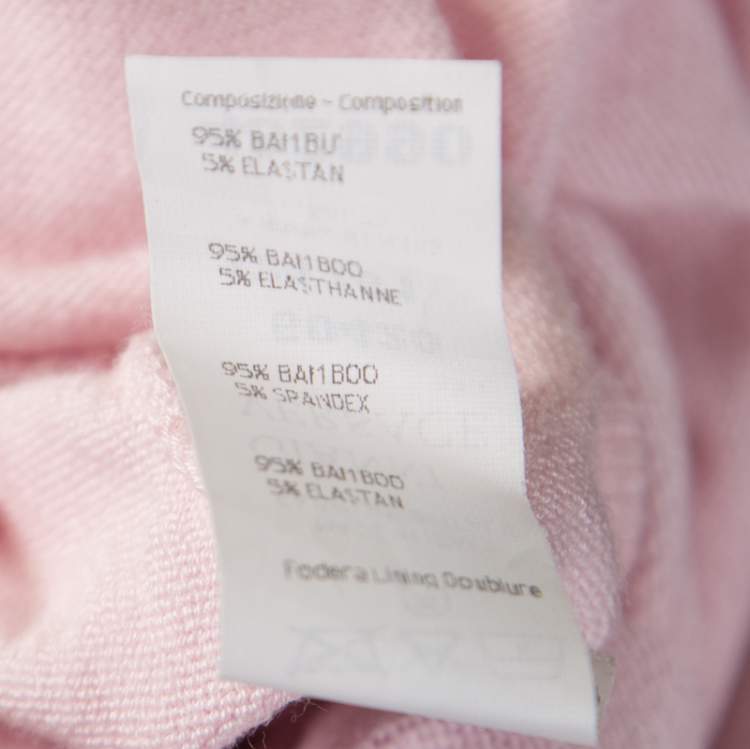 Composizione - Composition
95% BAMBU
5% ELASTAN
95% BAMBOO
5% ELASTHANNE
95% BAMBOO
5% SPANDEX
95% BAMBOO
5% ELASTAN
Fodera Lining Doublure